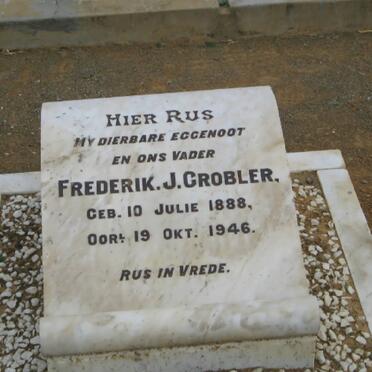 HIER RUS
MY DIERBARE EGGENOOT
EN ONS VADER
FREDERIK. J. GROBLER.
GEB. 10 JULIE 1888,
OORL. 19 OKT. 1946.
RUS IN VREDE.